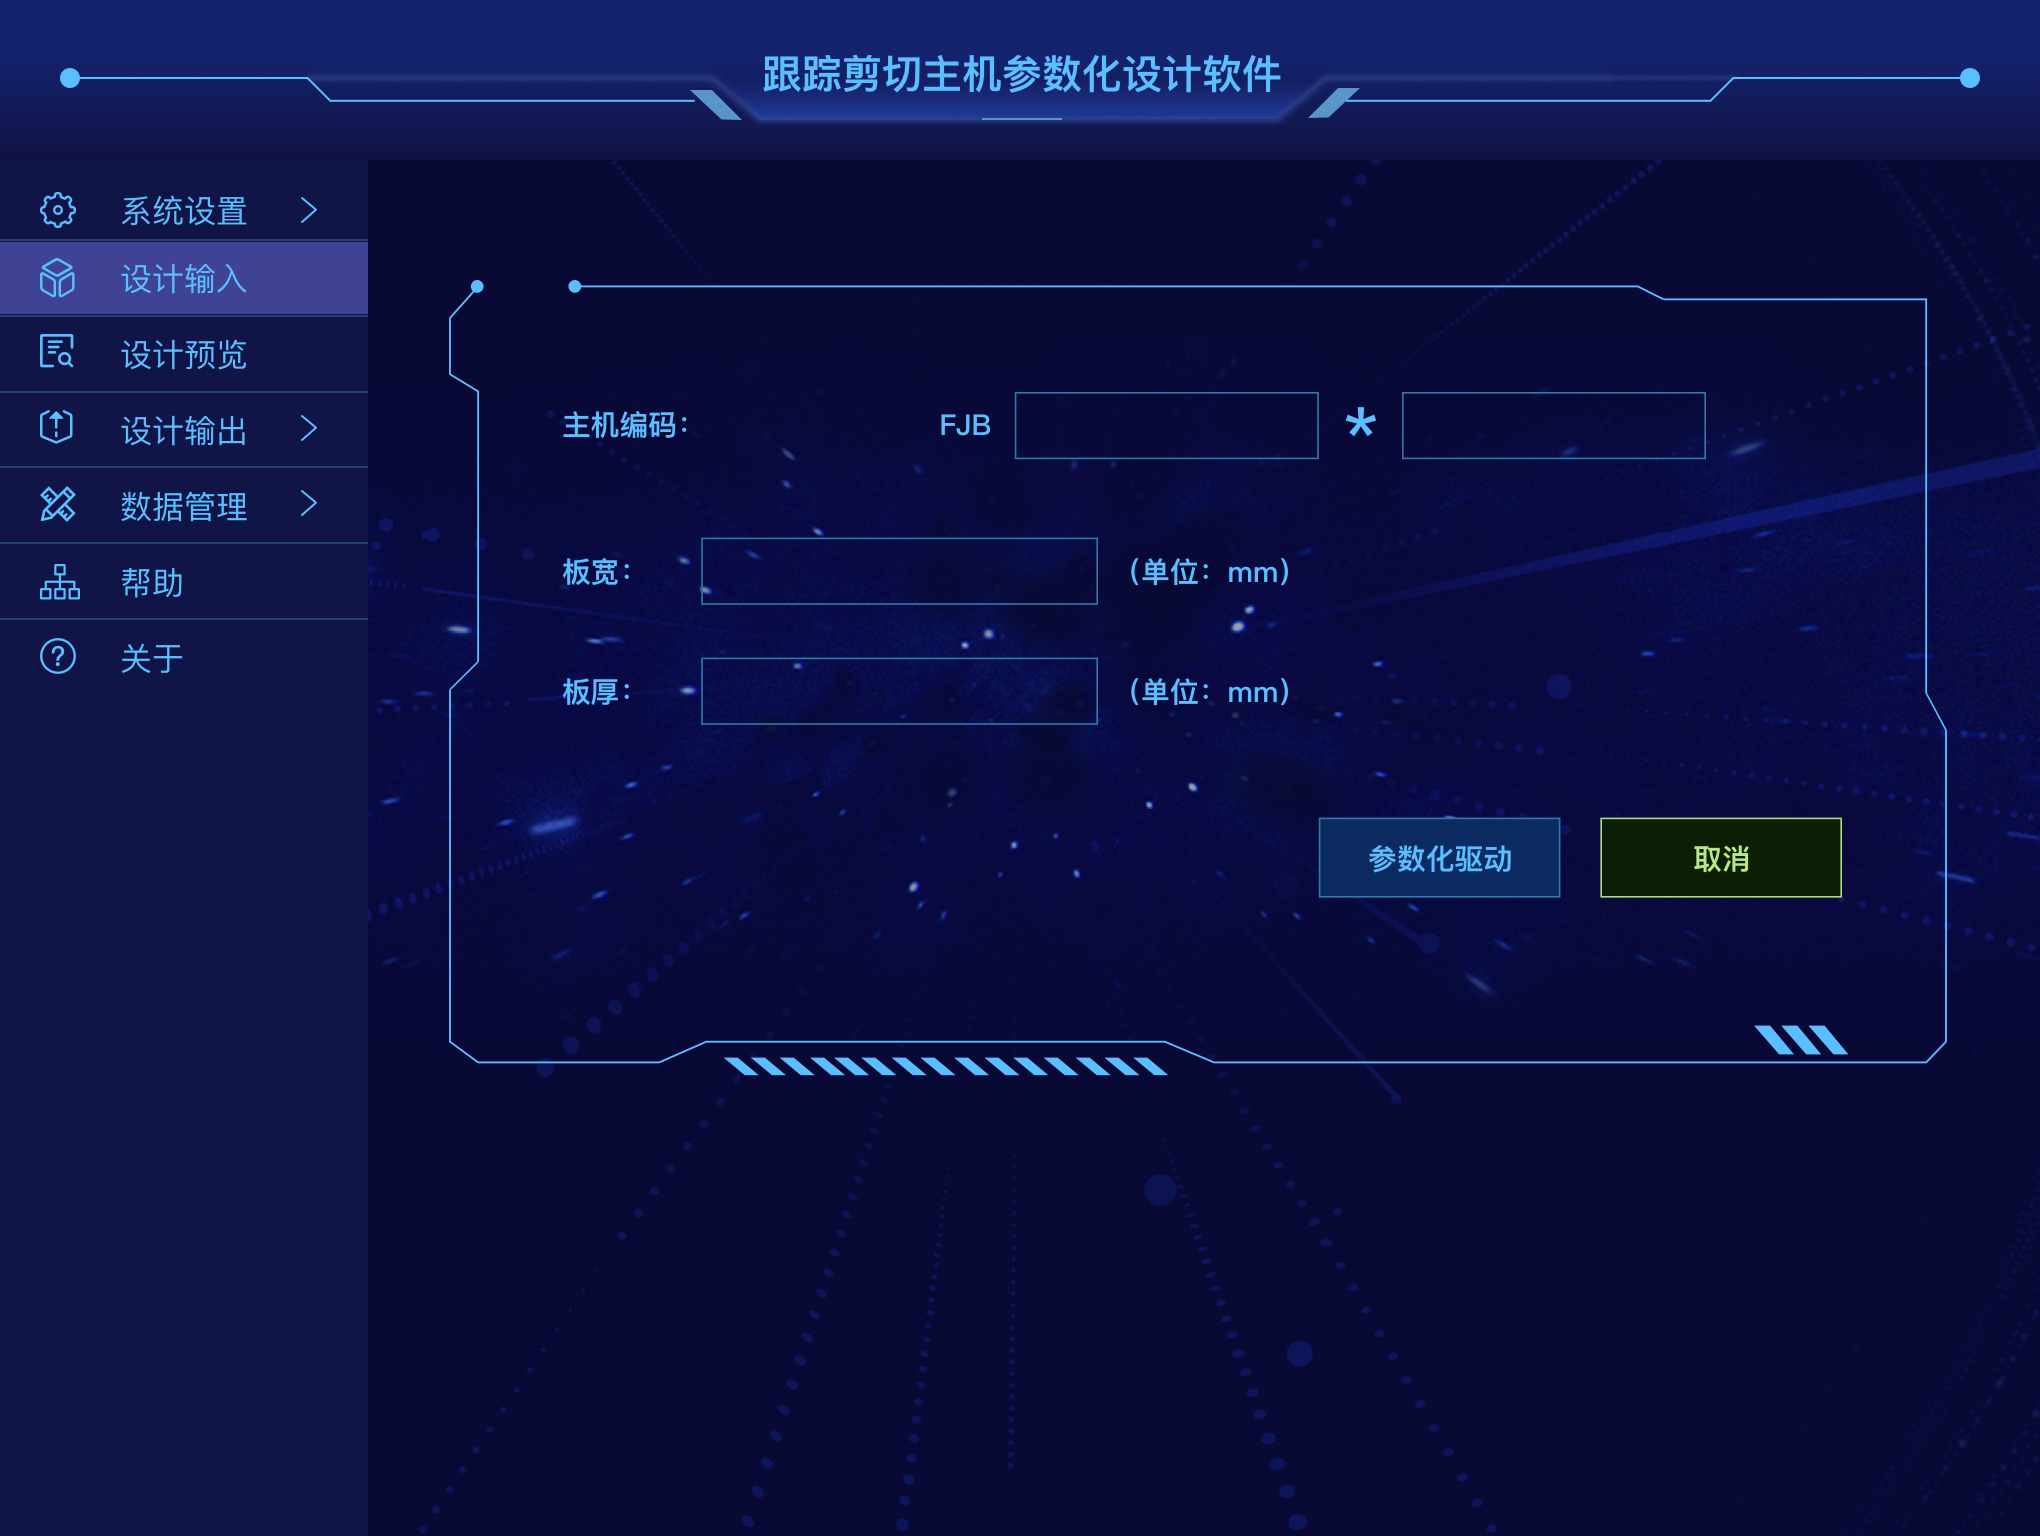 跟踪剪切主机参数化设计软件
系统设置
设计输入
设计预览
设计输出
数据管理
帮助
关于
主机编码： FJB *
板宽： （单位：mm）
板厚： （单位：mm）
参数化驱动 取消